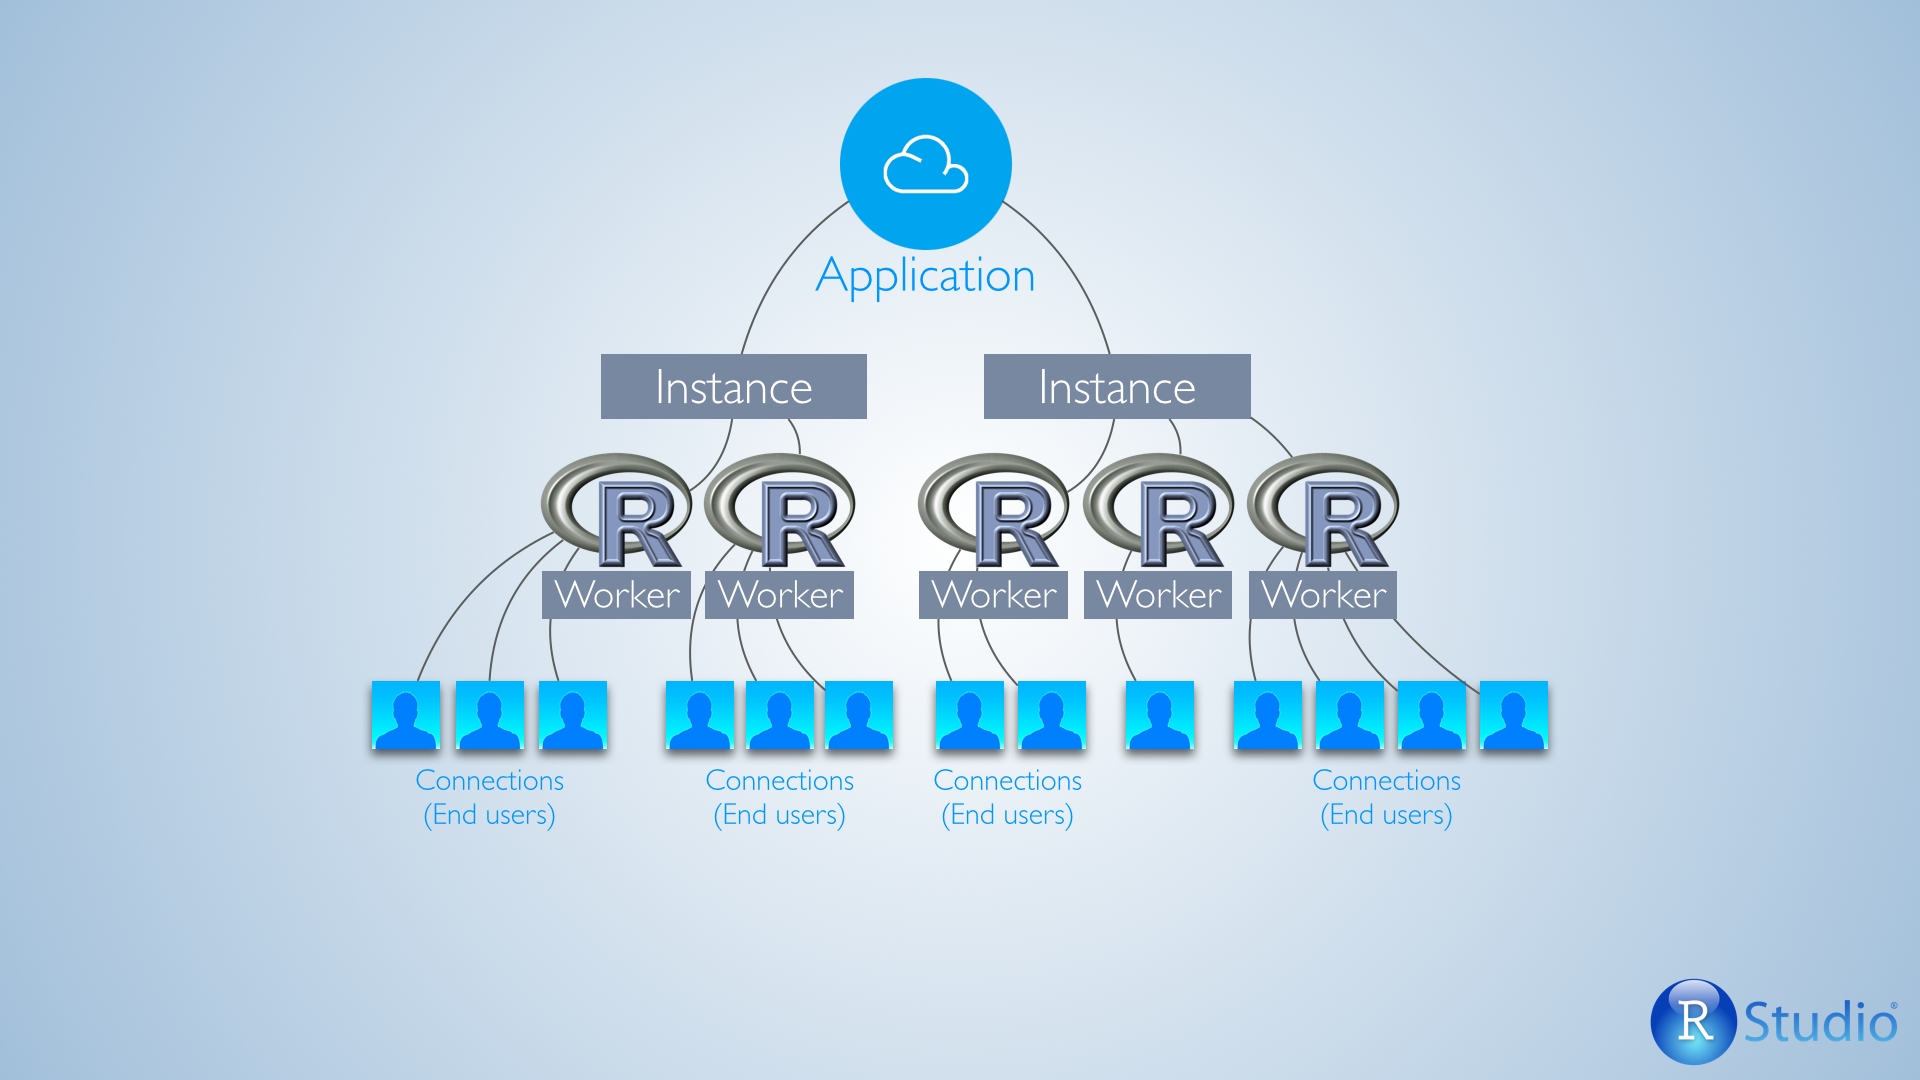 Application
Instance
Instance
R
R
R
R
R
Worker
Worker
Worker
Worker
Worker
Connections
(End users)
Connections
(End users)
Connections
(End users)
Connections
(End users)
R Studio®